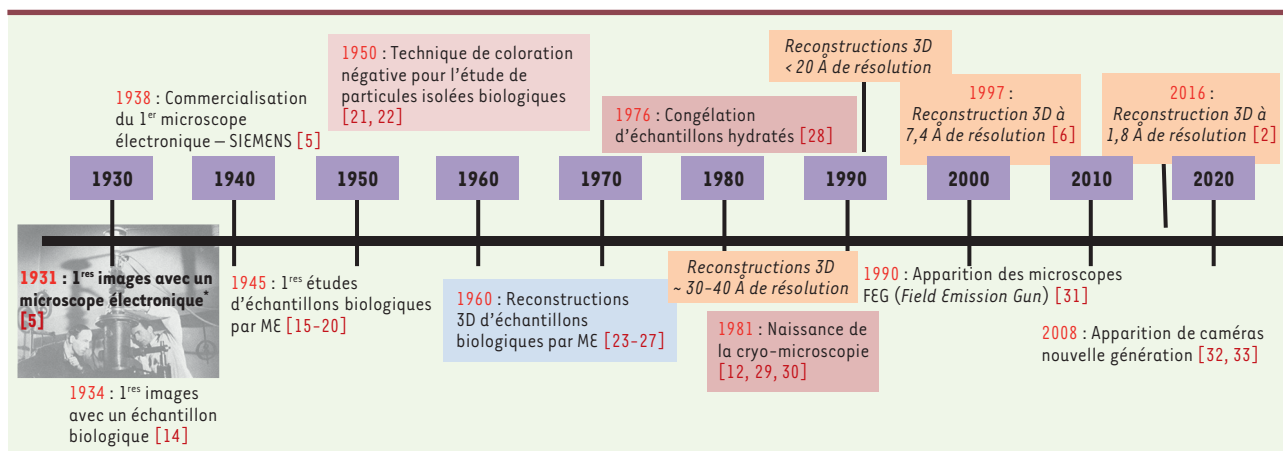 1950 : Technique de coloration
négative pour l’étude de
particules isolées biologiques
[21, 22]
Reconstructions 3D
< 20 Å de résolution
1938 : Commercialisation
du 1er microscope
électronique – SIEMENS [5]
1976 : Congélation
d’échantillons hydratés [28]
1997 :
Reconstruction 3D à
7,4 Å de résolution [6]
2016 :
Reconstruction 3D à
1,8 Å de résolution [2]
1930
1940
1950
1960
1970
1980
1990
2000
2010
2020
1931 : 1res images avec un
microscope électronique*
[5]
1934 : 1res images
avec un échantillon
biologique [14]
1945 : 1res études
d’échantillons biologiques
par ME [15-20]
1960 : Reconstructions
3D d’échantillons
biologiques par ME [23-27]
Reconstructions 3D
~ 30-40 Å de résolution
1981 : Naissance de
la cryo-microscopie
[12, 29, 30]
1990 : Apparition des microscopes
FEG (Field Emission Gun) [31]
2008 : Apparition de caméras
nouvelle génération [32, 33]